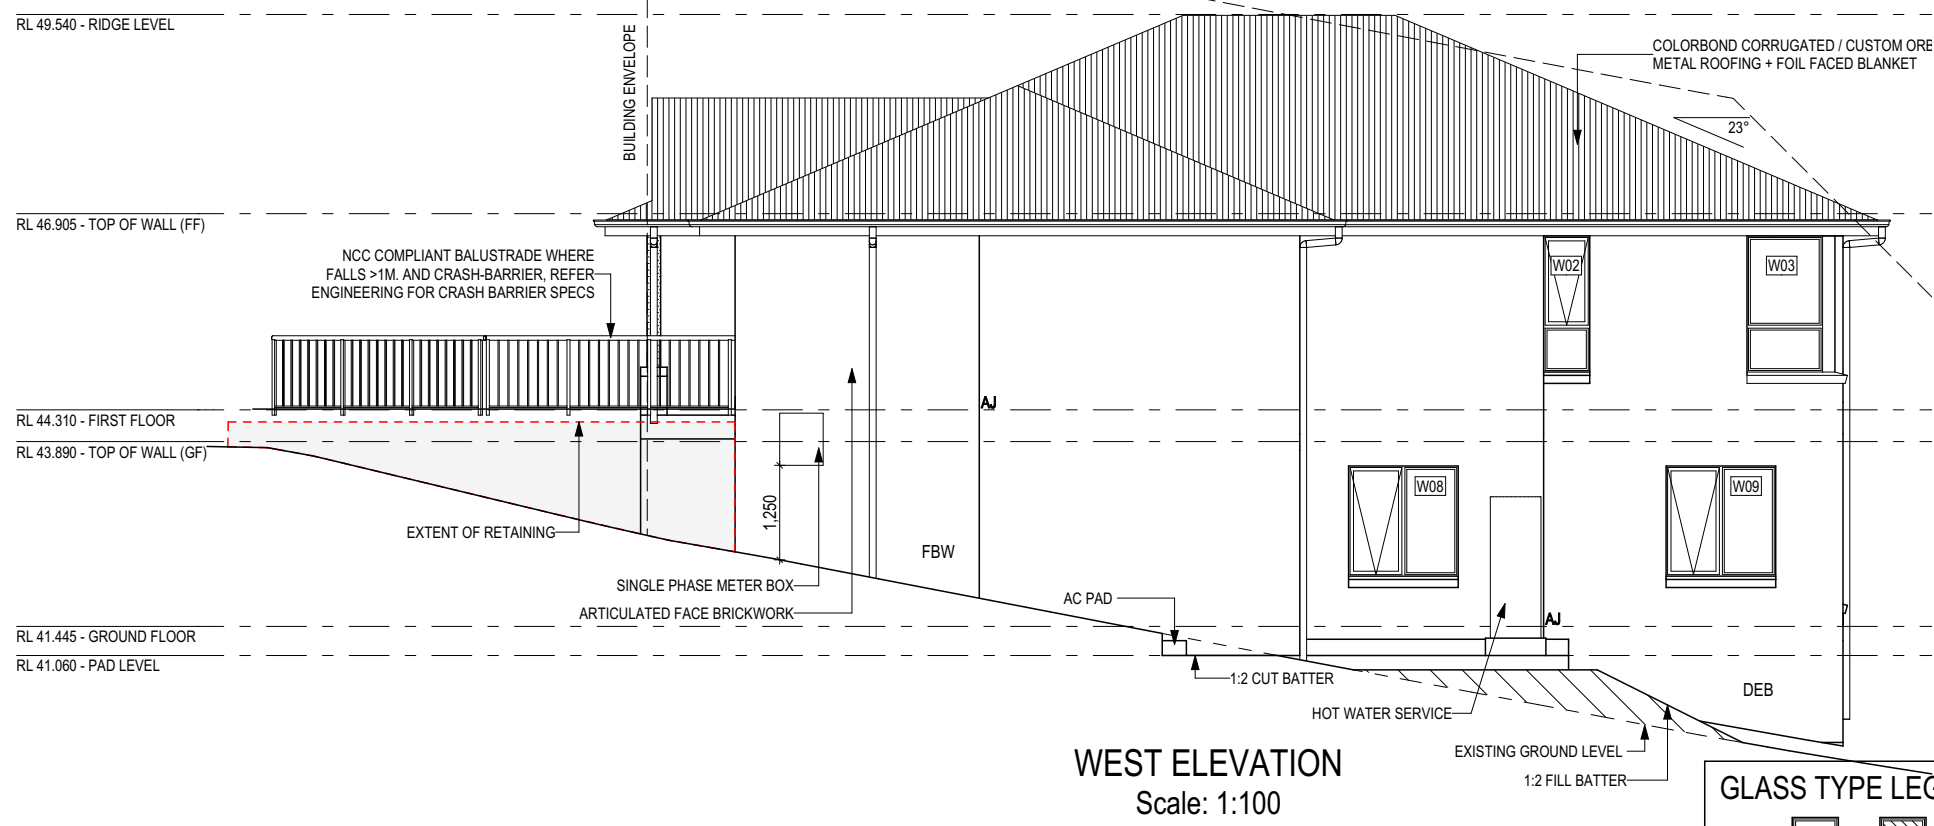 RL 49.540 - RIDGE LEVEL
BUILDING ENVELOPE
COLORBOND CORRUGATED / CUSTOM ORB
METAL ROOFING + FOIL FACED BLANKET
23°
RL 46.905 - TOP OF WALL (FF)
NCC COMPLIANT BALUSTRADE WHERE
FALLS >1M. AND CRASH-BARRIER, REFER
ENGINEERING FOR CRASH BARRIER SPECS
W02
W03
AJ
RL 44.310 - FIRST FLOOR
RL 43.890 - TOP OF WALL (GF)
W08
W09
1,250
EXTENT OF RETAINING
FBW
SINGLE PHASE METER BOX
ARTICULATED FACE BRICKWORK
AC PAD
AJ
RL 41.445 - GROUND FLOOR
RL 41.060 - PAD LEVEL
1:2 CUT BATTER
DEB
HOT WATER SERVICE
EXISTING GROUND LEVEL
1:2 FILL BATTER
WEST ELEVATION
Scale: 1:100
GLASS TYPE